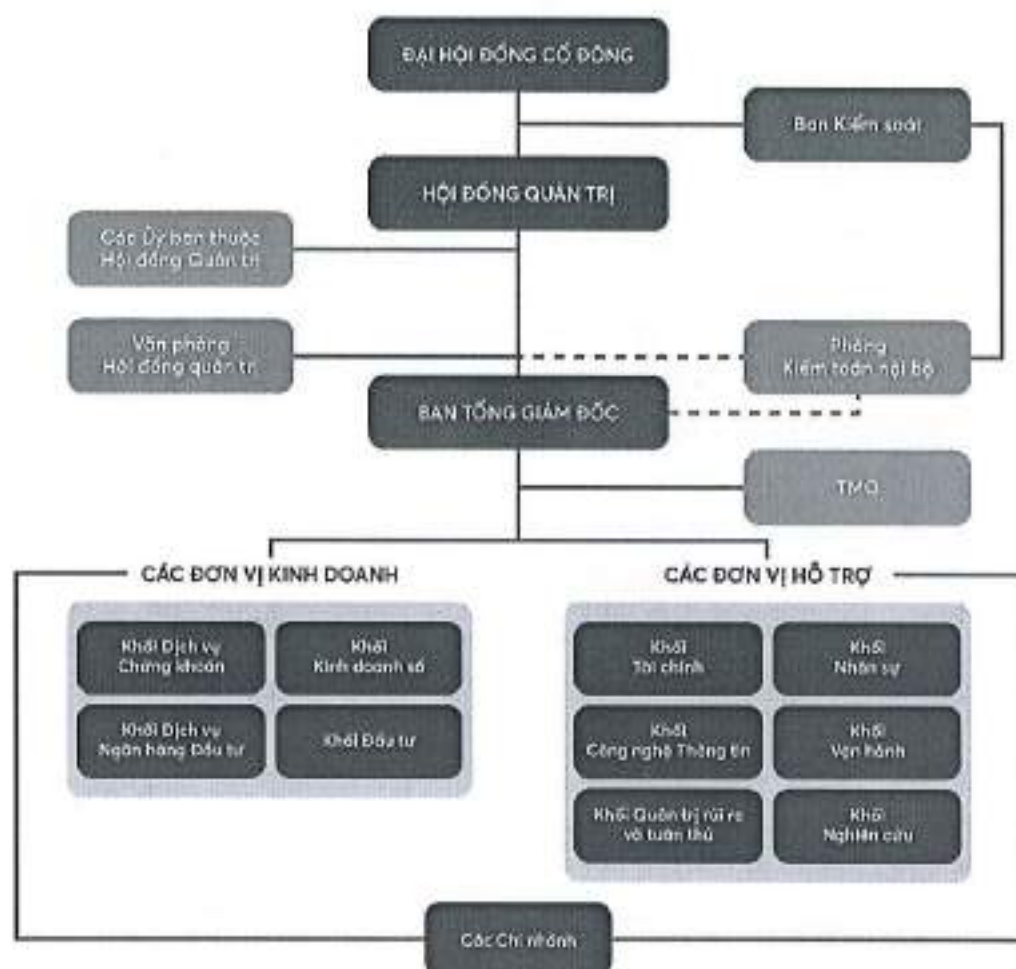 ĐẠI HỘI ĐỒNG CỔ ĐÔNG
Ban Kiểm soát
HỘI ĐỒNG QUẢN TRỊ
Các Ủy ban thuộc
Hội đồng Quản trị
Văn phòng
Hội đồng quản trị
Phòng
Kiểm toán nội bộ
BAN TỔNG GIÁM ĐỐC
TMO
CÁC ĐƠN VỊ KINH DOANH
CÁC ĐƠN VỊ HỖ TRỢ
Khối Dịch vụ
Chứng khoán
Khối
Kinh doanh số
Khối
Tài chính
Khối
Nhân sự
Khối Dịch vụ
Ngân hàng Đầu tư
Khối Đầu tư
Khối
Công nghệ Thông tin
Khối
Vận hành
Khối Quản trị rủi ro
và tuân thủ
Khối
Nghiên cứu
Các Chi nhánh